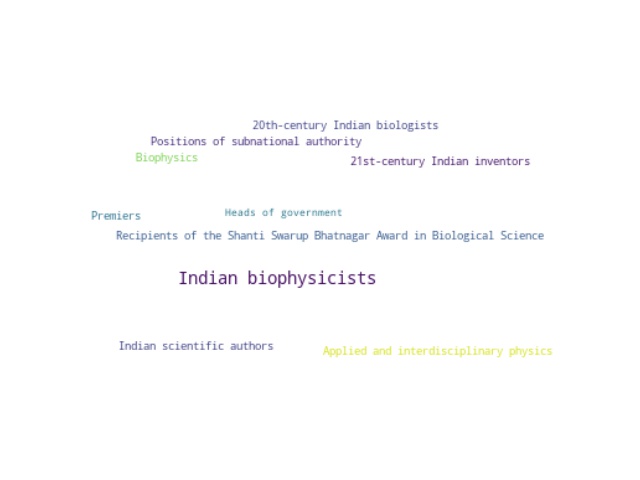 20th-century Indian biologists
Positions of subnational authority
Biophysics
21st-century Indian inventors
Heads of government
Premiers
Recipients of the Shanti Swarup Bhatnagar Award in Biological Science
Indian biophysicists
Indian scientific authors
Applied and interdisciplinary physics